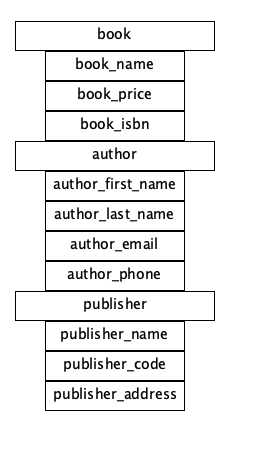 book
book_name
book_price
book_isbn
author
author_first_name
author_last_name
author_email
author_phone
publisher
publisher_name
publisher_code
publisher_address